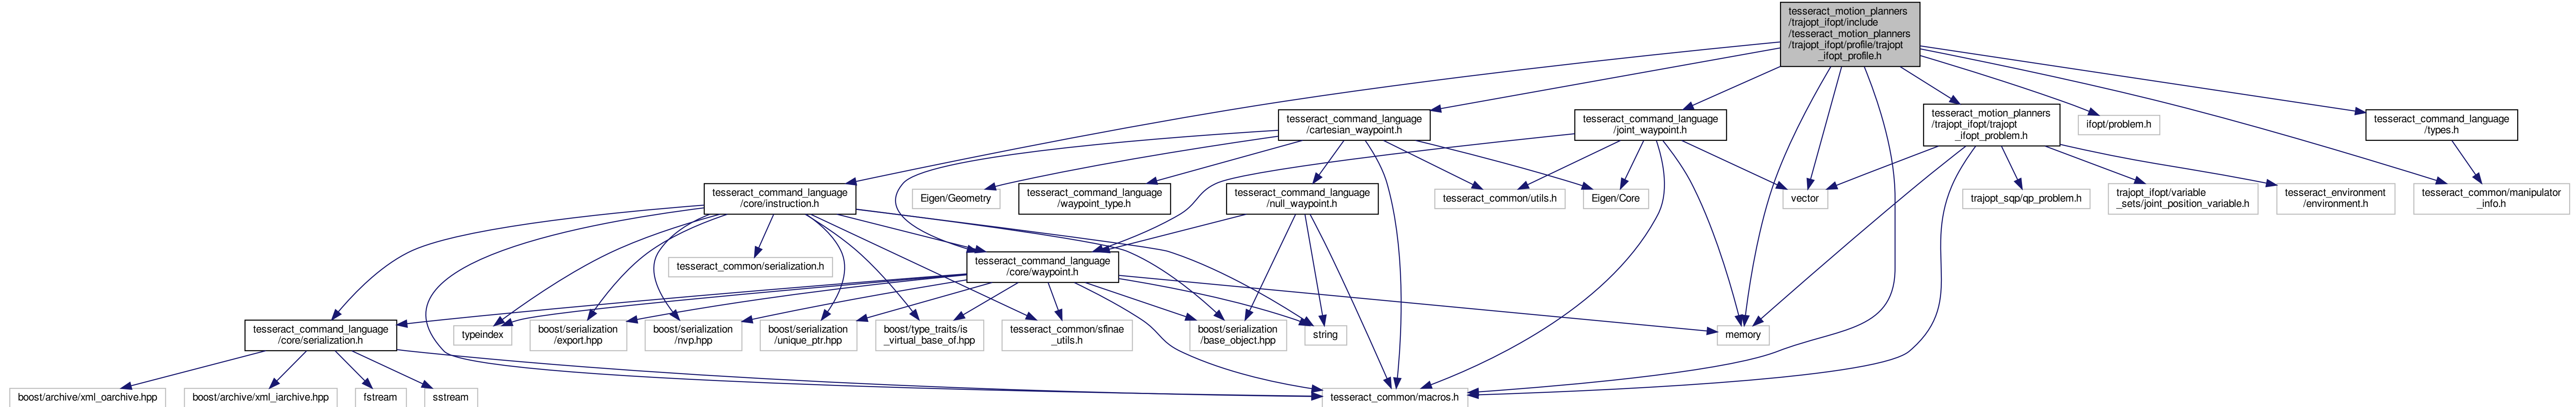 tesseract_motion_planners
/trajopt_ifopt/include
/tesseract_motion_planners
/trajopt_ifopt/profile/trajopt
_ifopt_profile.h
tesseract_command_language
/cartesian_waypoint.h
tesseract_command_language
/joint_waypoint.h
tesseract_motion_planners
/trajopt_ifopt/trajopt
_ifopt_problem.h
ifopt/problem.h
tesseract_command_language
/types.h
tesseract_command_language
/core/instruction.h
Eigen/Geometry
tesseract_command_language
/waypoint_type.h
tesseract_command_language
/null_waypoint.h
tesseract_common/utils.h
Eigen/Core
vector
trajopt_sqp/qp_problem.h
trajopt_ifopt/variable
_sets/joint_position_variable.h
tesseract_environment
/environment.h
tesseract_common/manipulator
_info.h
tesseract_common/serialization.h
tesseract_command_language
/core/waypoint.h
tesseract_command_language
/core/serialization.h
typeindex
boost/serialization
/export.hpp
boost/serialization
/nvp.hpp
boost/serialization
/unique_ptr.hpp
boost/type_traits/is
_virtual_base_of.hpp
tesseract_common/sfinae
_utils.h
boost/serialization
/base_object.hpp
string
memory
boost/archive/xml_oarchive.hpp
boost/archive/xml_iarchive.hpp
fstream
sstream
tesseract_common/macros.h